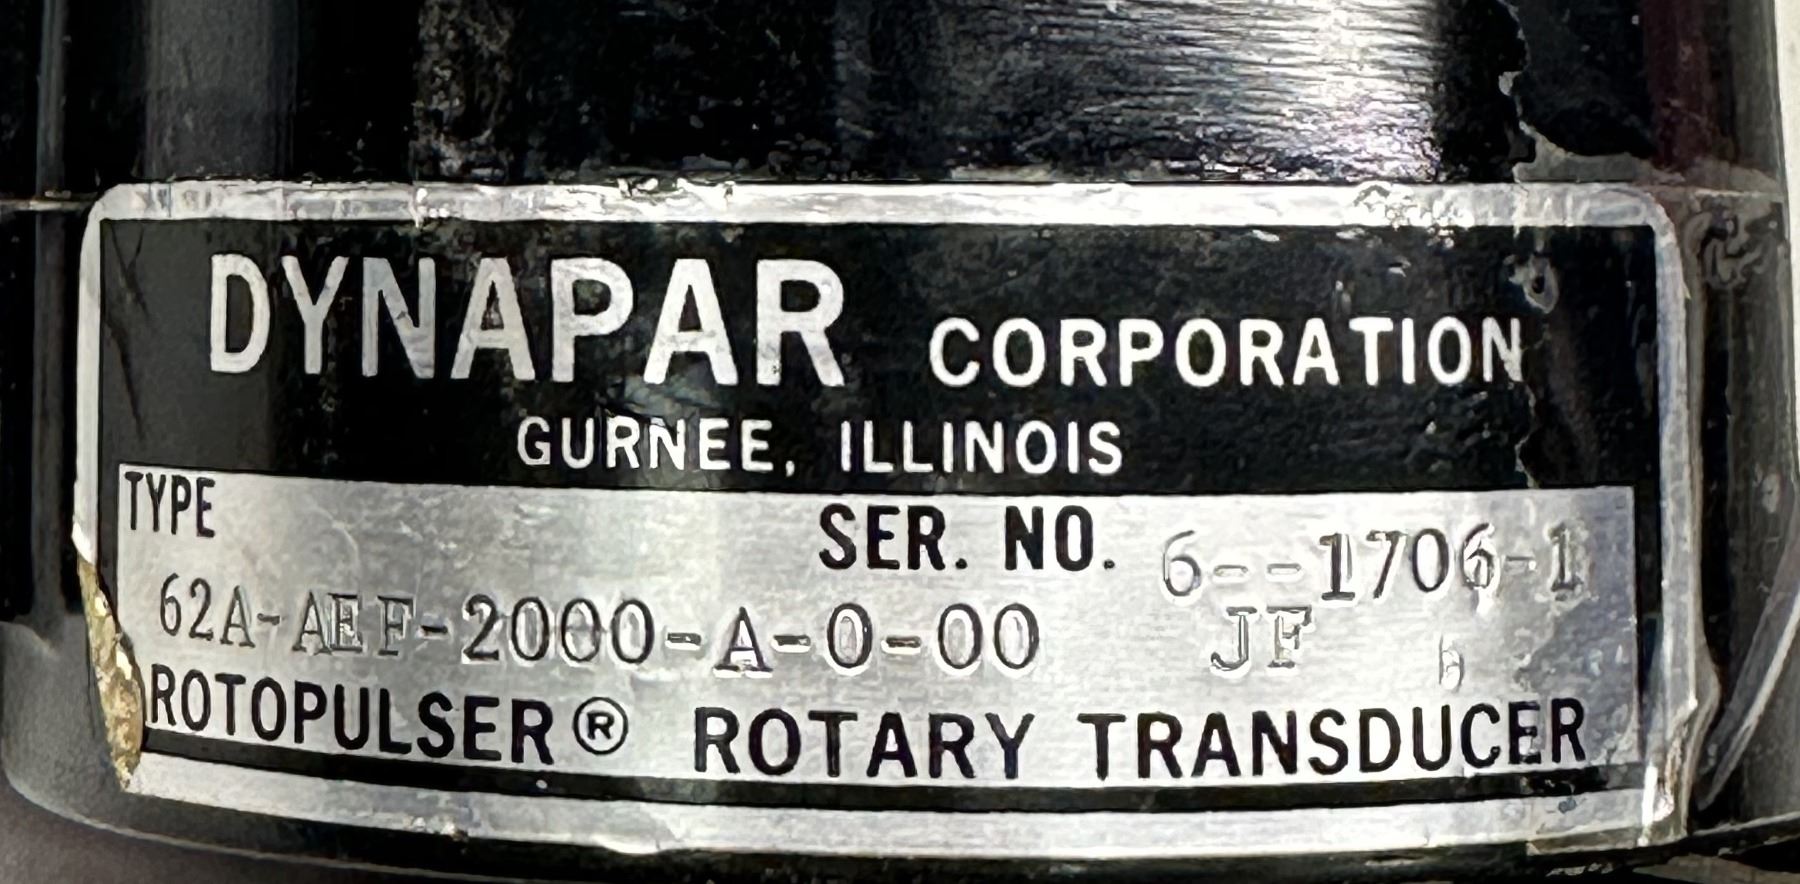 DYNAPAR CORPORATION
GURNEE, ILLINOIS
TYPE SER. NO. 6--1706-1
62A-AEF-2000-A-0-00 JF
ROTOPULSER® ROTARY TRANSDUCER